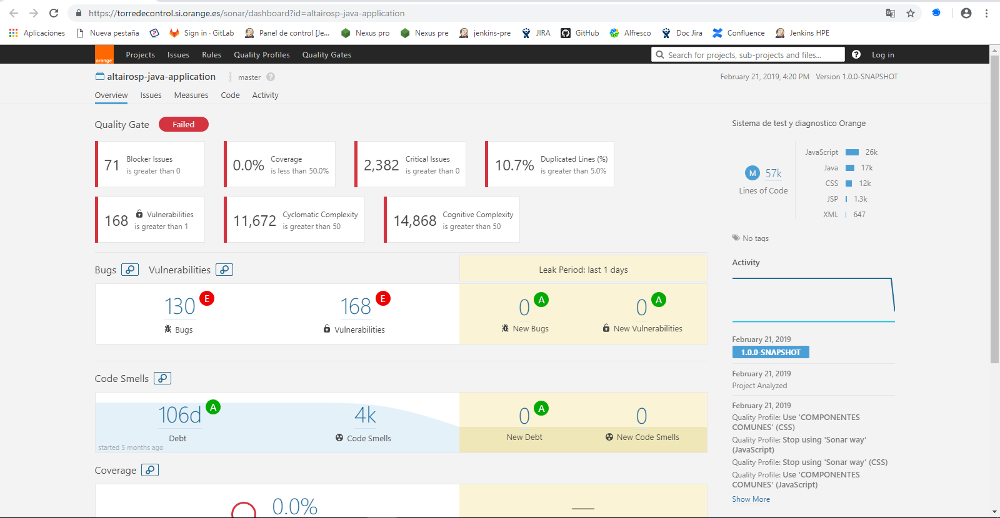 https://torredecontrol.si.orange.es/sonar/dashboard?id=altairosp-java-application
Aplicaciones Nueva pestaña Sign in · GitLab Panel de control [Je... Nexus pro Nexus pre jenkins-pre JIRA GitHub Alfresco Doc Jira Confluence Jenkins HPE
orange Projects Issues Rules Quality Profiles Quality Gates Search for projects, sub-projects and files... ? Log in
altairosp-java-application master ? February 21, 2019, 4:20 PM Version 1.0.0-SNAPSHOT
Overview Issues Measures Code Activity
Quality Gate Failed
71 Blocker Issues
is greater than 0
0.0% Coverage
is less than 50.0%
2,382 Critical Issues
is greater than 0
10.7% Duplicated Lines (%)
is greater than 5.0%
168 Vulnerabilities
is greater than 1
11,672 Cyclomatic Complexity
is greater than 50
14,868 Cognitive Complexity
is greater than 50
Bugs Vulnerabilities
Leak Period: last 1 days
130 E
Bugs
168 E
Vulnerabilities
0 A
New Bugs
0 A
New Vulnerabilities
Code Smells
106d A
Debt
started 5 months ago
4k
Code Smells
0 A
New Debt
0
New Code Smells
Coverage
0.0%
Sistema de test y diagnostico Orange
M 57k
Lines of Code
JavaScript 26k
Java 17k
CSS 12k
JSP 1.3k
XML 647
No tags
Activity
February 21, 2019
1.0.0-SNAPSHOT
February 21, 2019
Project Analyzed
February 21, 2019
Quality Profile: Use 'COMPONENTES
COMUNES' (CSS)
Quality Profile: Stop using 'Sonar way'
(JavaScript)
Quality Profile: Stop using 'Sonar way' (CSS)
Quality Profile: Use 'COMPONENTES
COMUNES' (JavaScript)
Show More